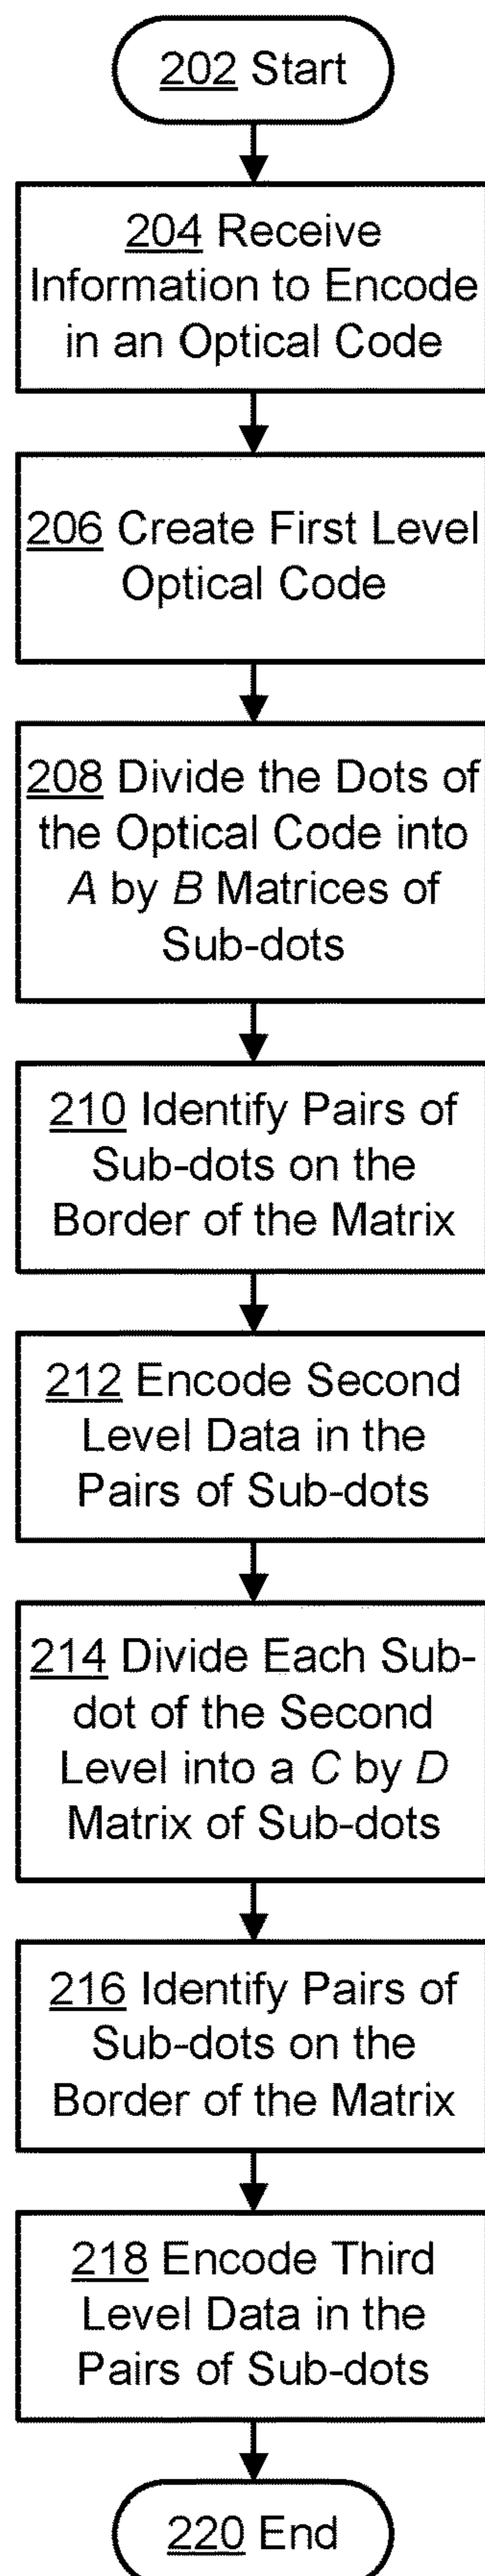 202 Start
204 Receive
Information to Encode
in an Optical Code
206 Create First Level
Optical Code
208 Divide the Dots of
the Optical Code into
A by B Matrices of
Sub-dots
210 Identify Pairs of
Sub-dots on the
Border of the Matrix
212 Encode Second
Level Data in the
Pairs of Sub-dots
214 Divide Each Sub-
dot of the Second
Level into a C by D
Matrix of Sub-dots
216 Identify Pairs of
Sub-dots on the
Border of the Matrix
218 Encode Third
Level Data in the
Pairs of Sub-dots
220 End